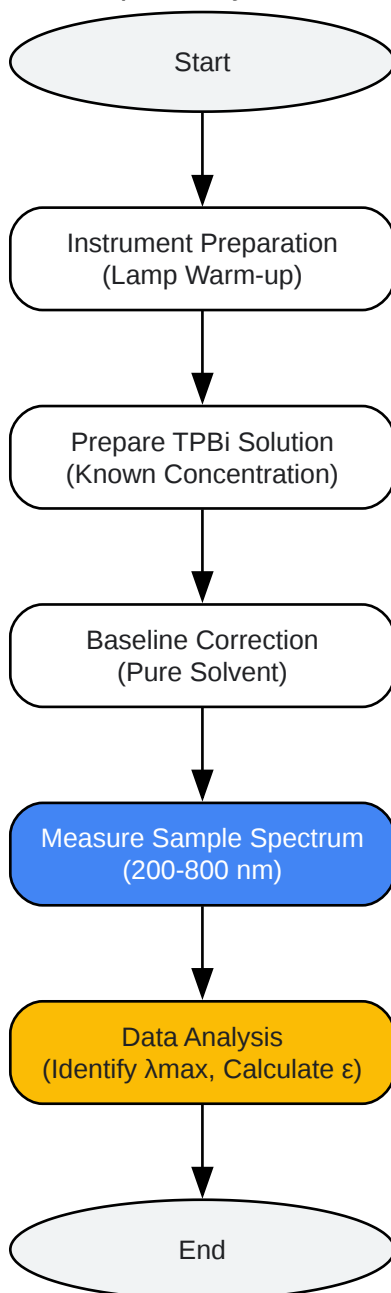 Start
Instrument Preparation
(Lamp Warm-up)
Prepare TPBi Solution
(Known Concentration)
Baseline Correction
(Pure Solvent)
Measure Sample Spectrum
(200-800 nm)
Data Analysis
(Identify λmax, Calculate ε)
End